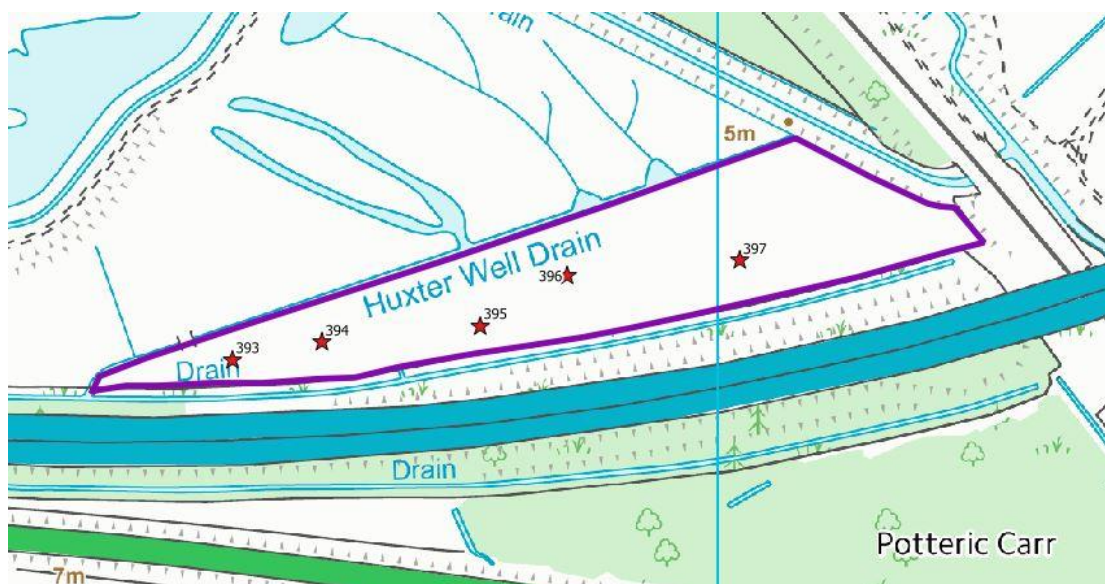 rain
5m
Huxter Well Drain
397
396
395
394
393
Drain
Drain
Potteric Carr
7m